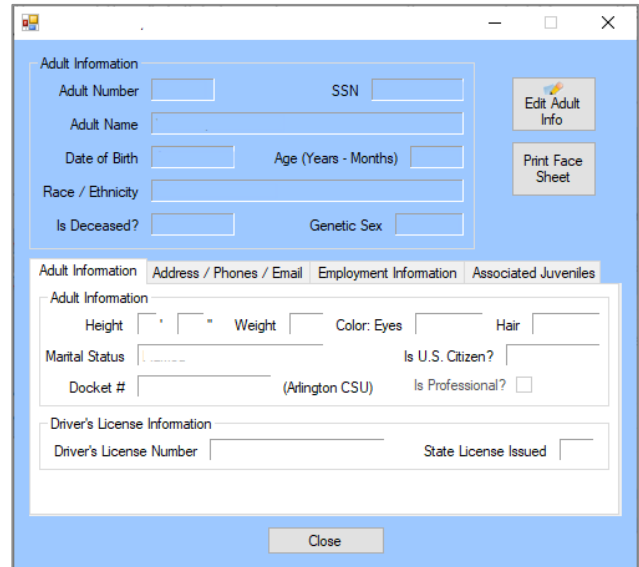 Adult Information
Adult Number SSN
Edit Adult
Info
Adult Name
Date of Birth Age (Years - Months)
Print Face
Sheet
Race / Ethnicity
Is Deceased? Genetic Sex
Adult Information Address / Phones / Email Employment Information Associated Juveniles
Adult Information
Height ' " Weight Color: Eyes Hair
Marital Status Is U.S. Citizen?
Docket # (Arlington CSU) Is Professional?
Driver's License Information
Driver's License Number State License Issued
Close